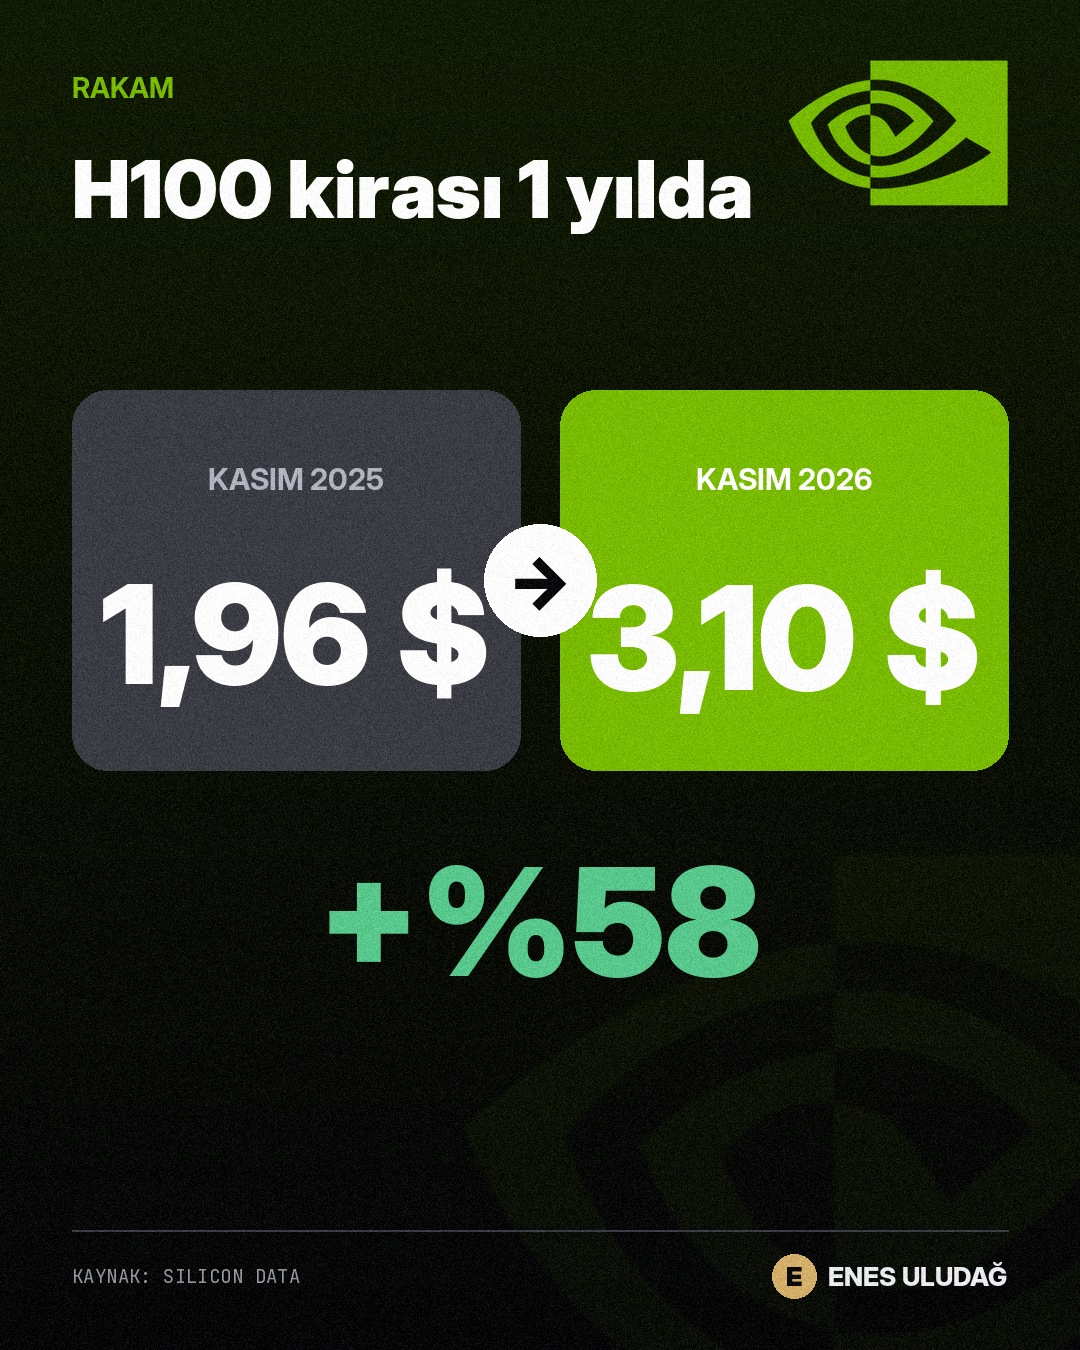 RAKAM
H100 kirası 1 yılda
KASIM 2025
1,96 $
→
KASIM 2026
3,10 $
+%58
KAYNAK: SILICON DATA
E ENES ULUDAĞ